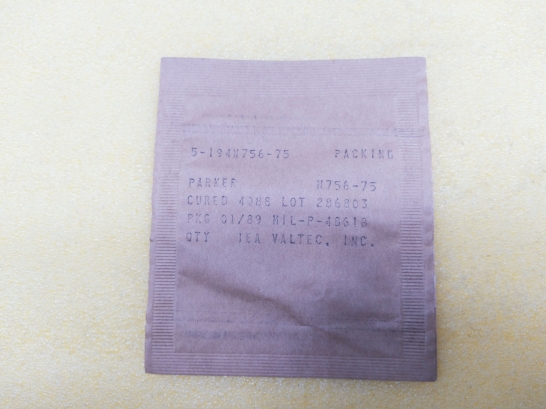 5-194N756-75 PACKING
PARKER N756-75
CURED 4Q88 LOT 286803
PKG 01/89 MIL-P-4861B
QTY 1EA VALTEC, INC.